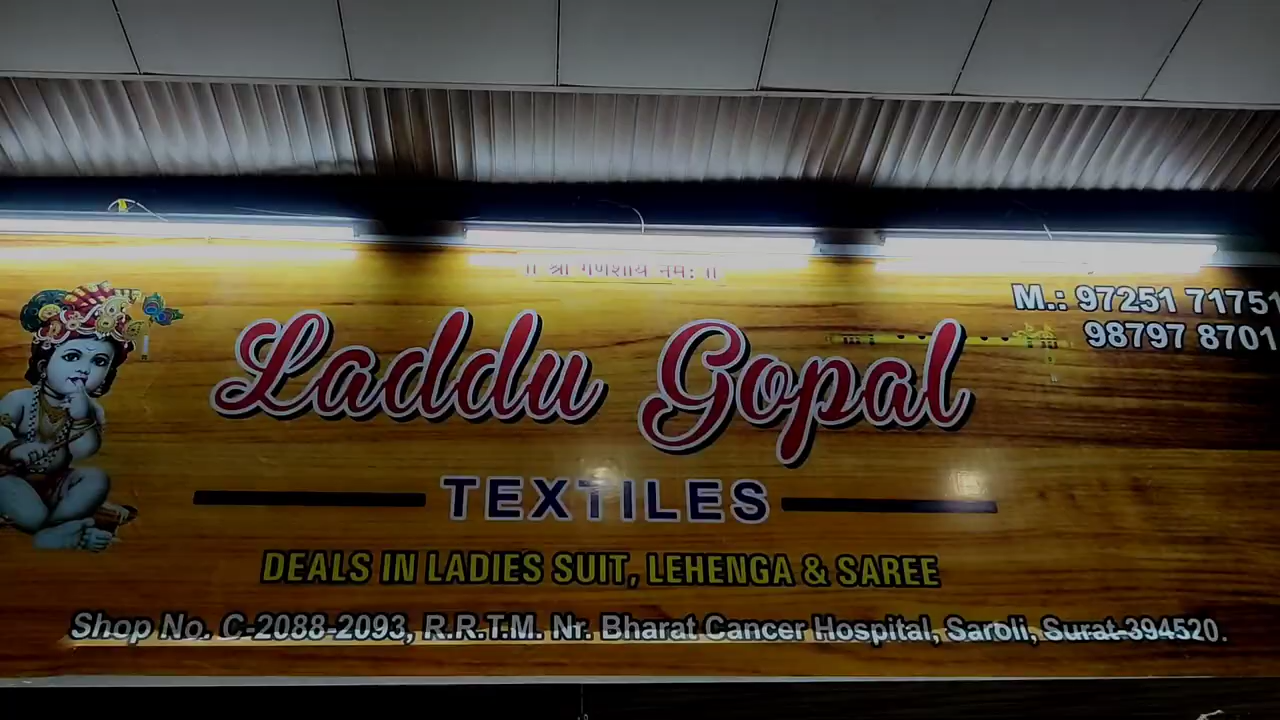 ॥ श्री गणेशाय नमः ॥
Laddu Gopal
M.: 97251 71751
98797 8701
TEXTILES
DEALS IN LADIES SUIT, LEHENGA & SAREE
Shop No. C-2088-2093, R.R.T.M. Nr. Bharat Cancer Hospital, Saroli, Surat-394520.